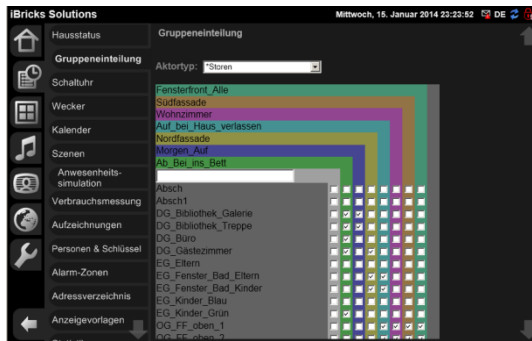 iBricks Solutions
Mittwoch, 15. Januar 2014 23:23:52
DE
Hausstatus
Gruppeneinteilung
Schaltuhr
Wecker
Kalender
Szenen
Anwesenheits-
simulation
Verbrauchsmessung
Aufzeichnungen
Personen & Schlüssel
Alarm-Zonen
Adressverzeichnis
Anzeigevorlagen
Gruppeneinteilung
Aktortyp:
*Storen
Fensterfront_Alle
Südfassade
Wohnzimmer
Auf_bei_Haus_verlassen
Nordfassade
Morgen_Auf
Ab_Bei_ins_Bett
Absch
Absch1
DG_Bibliothek_Galerie
DG_Bibliothek_Treppe
DG_Büro
DG_Gästezimmer
EG_Eltern
EG_Fenster_Bad_Eltern
EG_Fenster_Bad_Kinder
EG_Kinder_Blau
EG_Kinder_Grün
OG_FF_oben_1
OG_FF_oben_2